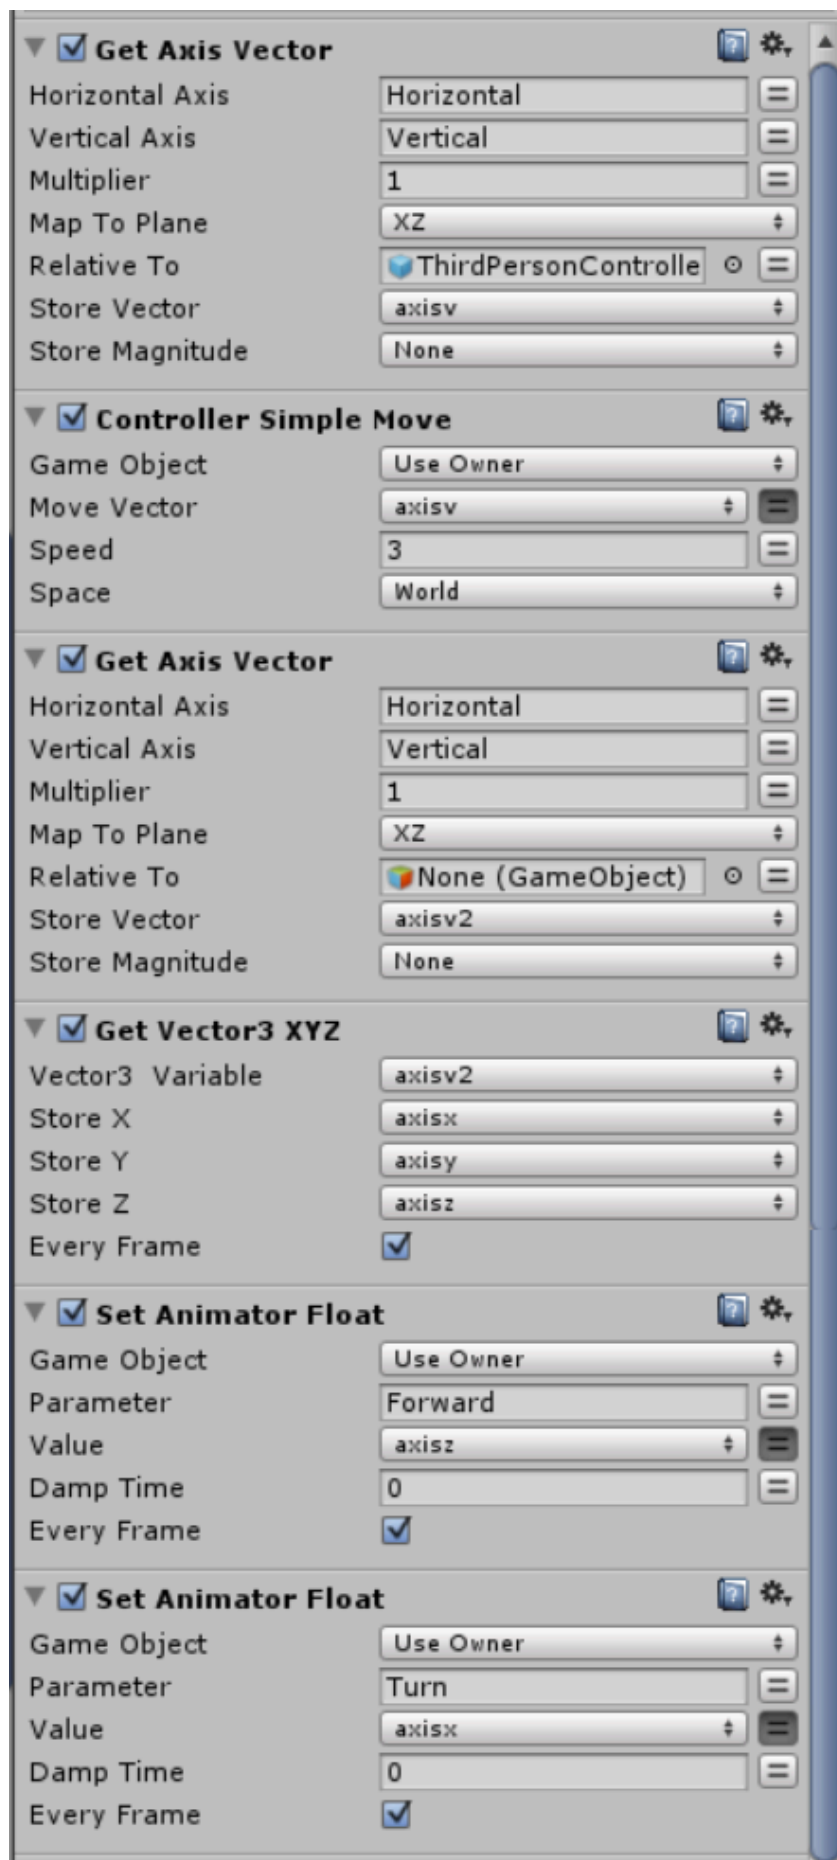 Get Axis Vector
Horizontal Axis Horizontal
Vertical Axis Vertical
Multiplier 1
Map To Plane XZ
Relative To ThirdPersonControlle
Store Vector axisv
Store Magnitude None
Controller Simple Move
Game Object Use Owner
Move Vector axisv
Speed 3
Space World
Get Axis Vector
Horizontal Axis Horizontal
Vertical Axis Vertical
Multiplier 1
Map To Plane XZ
Relative To None (GameObject)
Store Vector axisv2
Store Magnitude None
Get Vector3 XYZ
Vector3 Variable axisv2
Store X axisx
Store Y axisy
Store Z axisz
Every Frame
Set Animator Float
Game Object Use Owner
Parameter Forward
Value axisz
Damp Time 0
Every Frame
Set Animator Float
Game Object Use Owner
Parameter Turn
Value axisx
Damp Time 0
Every Frame